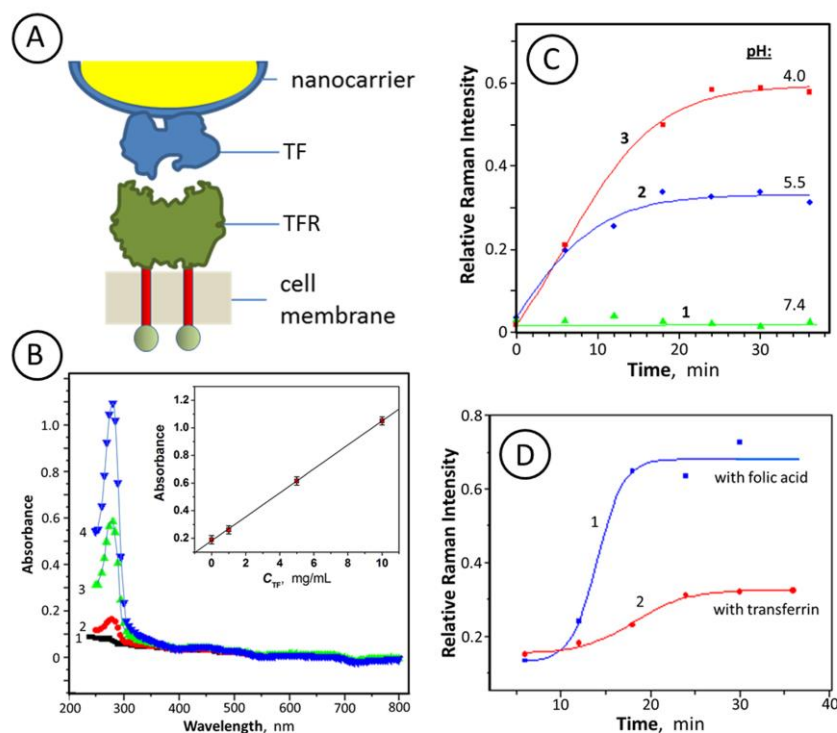 A
nanocarrier
TF
TFR
cell
membrane
B
Absorbance
1.0
0.8
0.6
0.4
0.2
0
4
3
2
1
200 300 400 500 600 700 800
Wavelength, nm
Absorbance
1.2
1.0
0.8
0.6
0.4
0.2
0 2 4 6 8 10
CTF, mg/mL
C
pH:
Relative Raman Intensity
0.6
0.4
0.2
0
4.0
3
5.5
2
7.4
1
0 10 20 30 40
Time, min
D
Relative Raman Intensity
0.8
0.6
0.4
0.2
with folic acid
1
2
with transferrin
0 10 20 30 40
Time, min